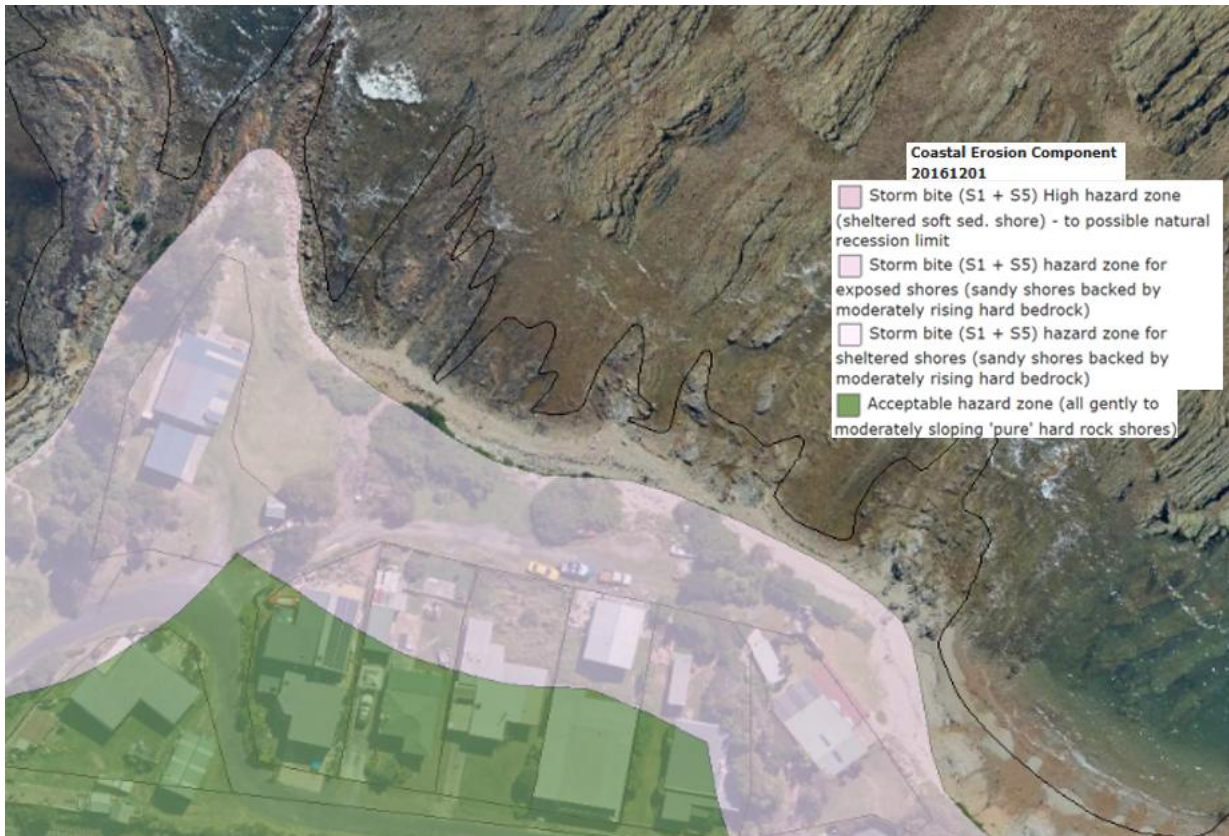 Coastal Erosion Component
20161201
Storm bite (S1 + S5) High hazard zone
(sheltered soft sed. shore) - to possible natural
recession limit
Storm bite (S1 + S5) hazard zone for
exposed shores (sandy shores backed by
moderately rising hard bedrock)
Storm bite (S1 + S5) hazard zone for
sheltered shores (sandy shores backed by
moderately rising hard bedrock)
Acceptable hazard zone (all gently to
moderately sloping 'pure' hard rock shores)